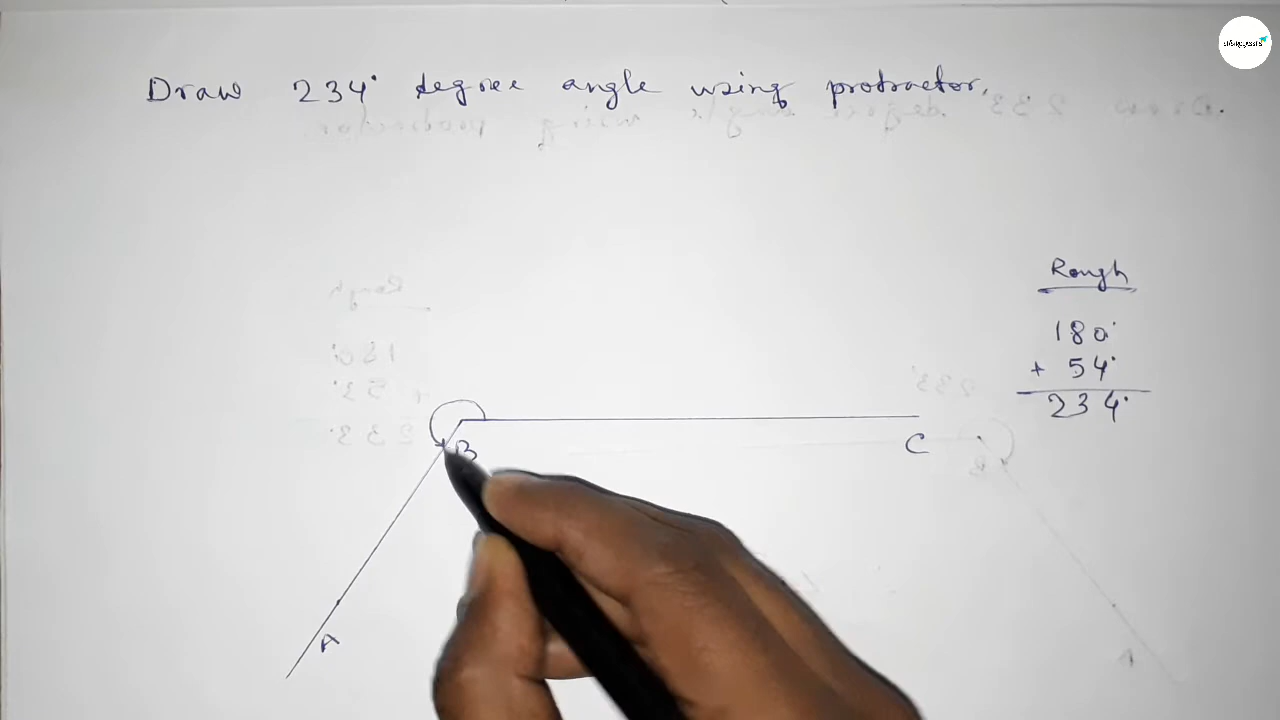 Draw 234° degree angle using protractor.
Rough
180°
+ 54°
234°
B
C
A